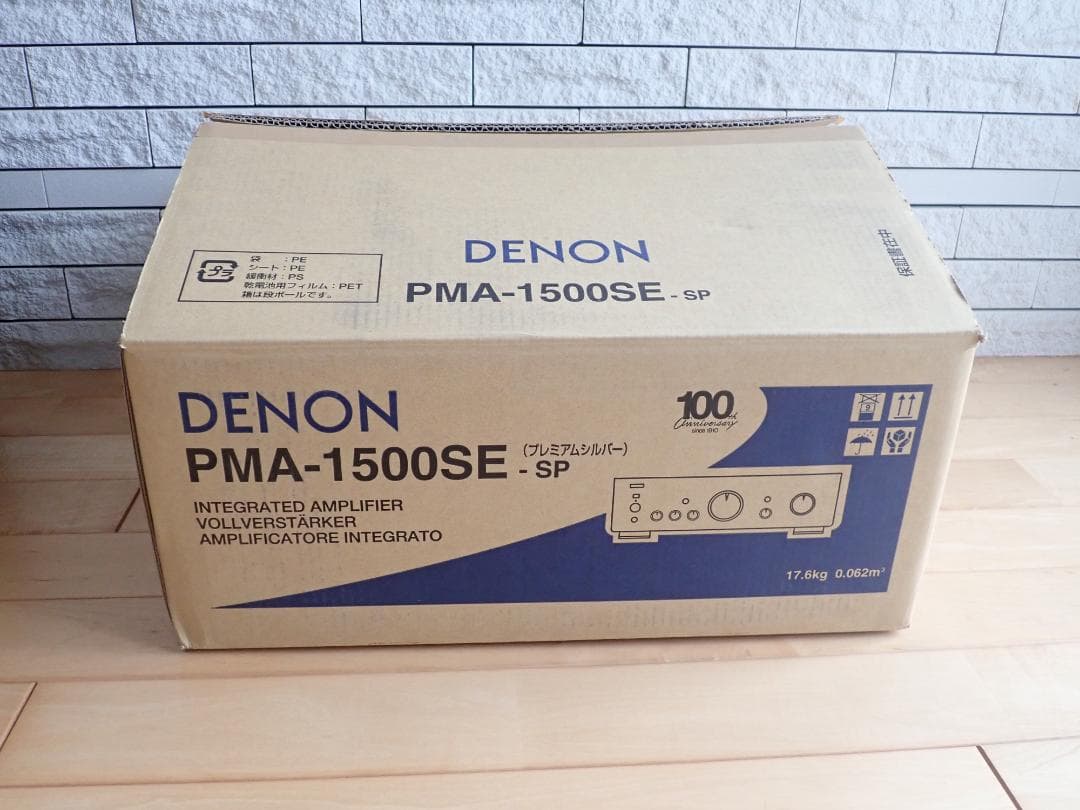 プラ
袋　：PE
シート：PE
緩衝材：PS
乾電池用フィルム：PET
箱は段ボールです。
DENON
PMA-1500SE - SP
保証書在中
DENON
PMA-1500SE - SP
(プレミアムシルバー)
INTEGRATED AMPLIFIER
VOLLVERSTÄRKER
AMPLIFICATORE INTEGRATO
100th
Anniversary
since 1910
9
17.6kg 0.062m³